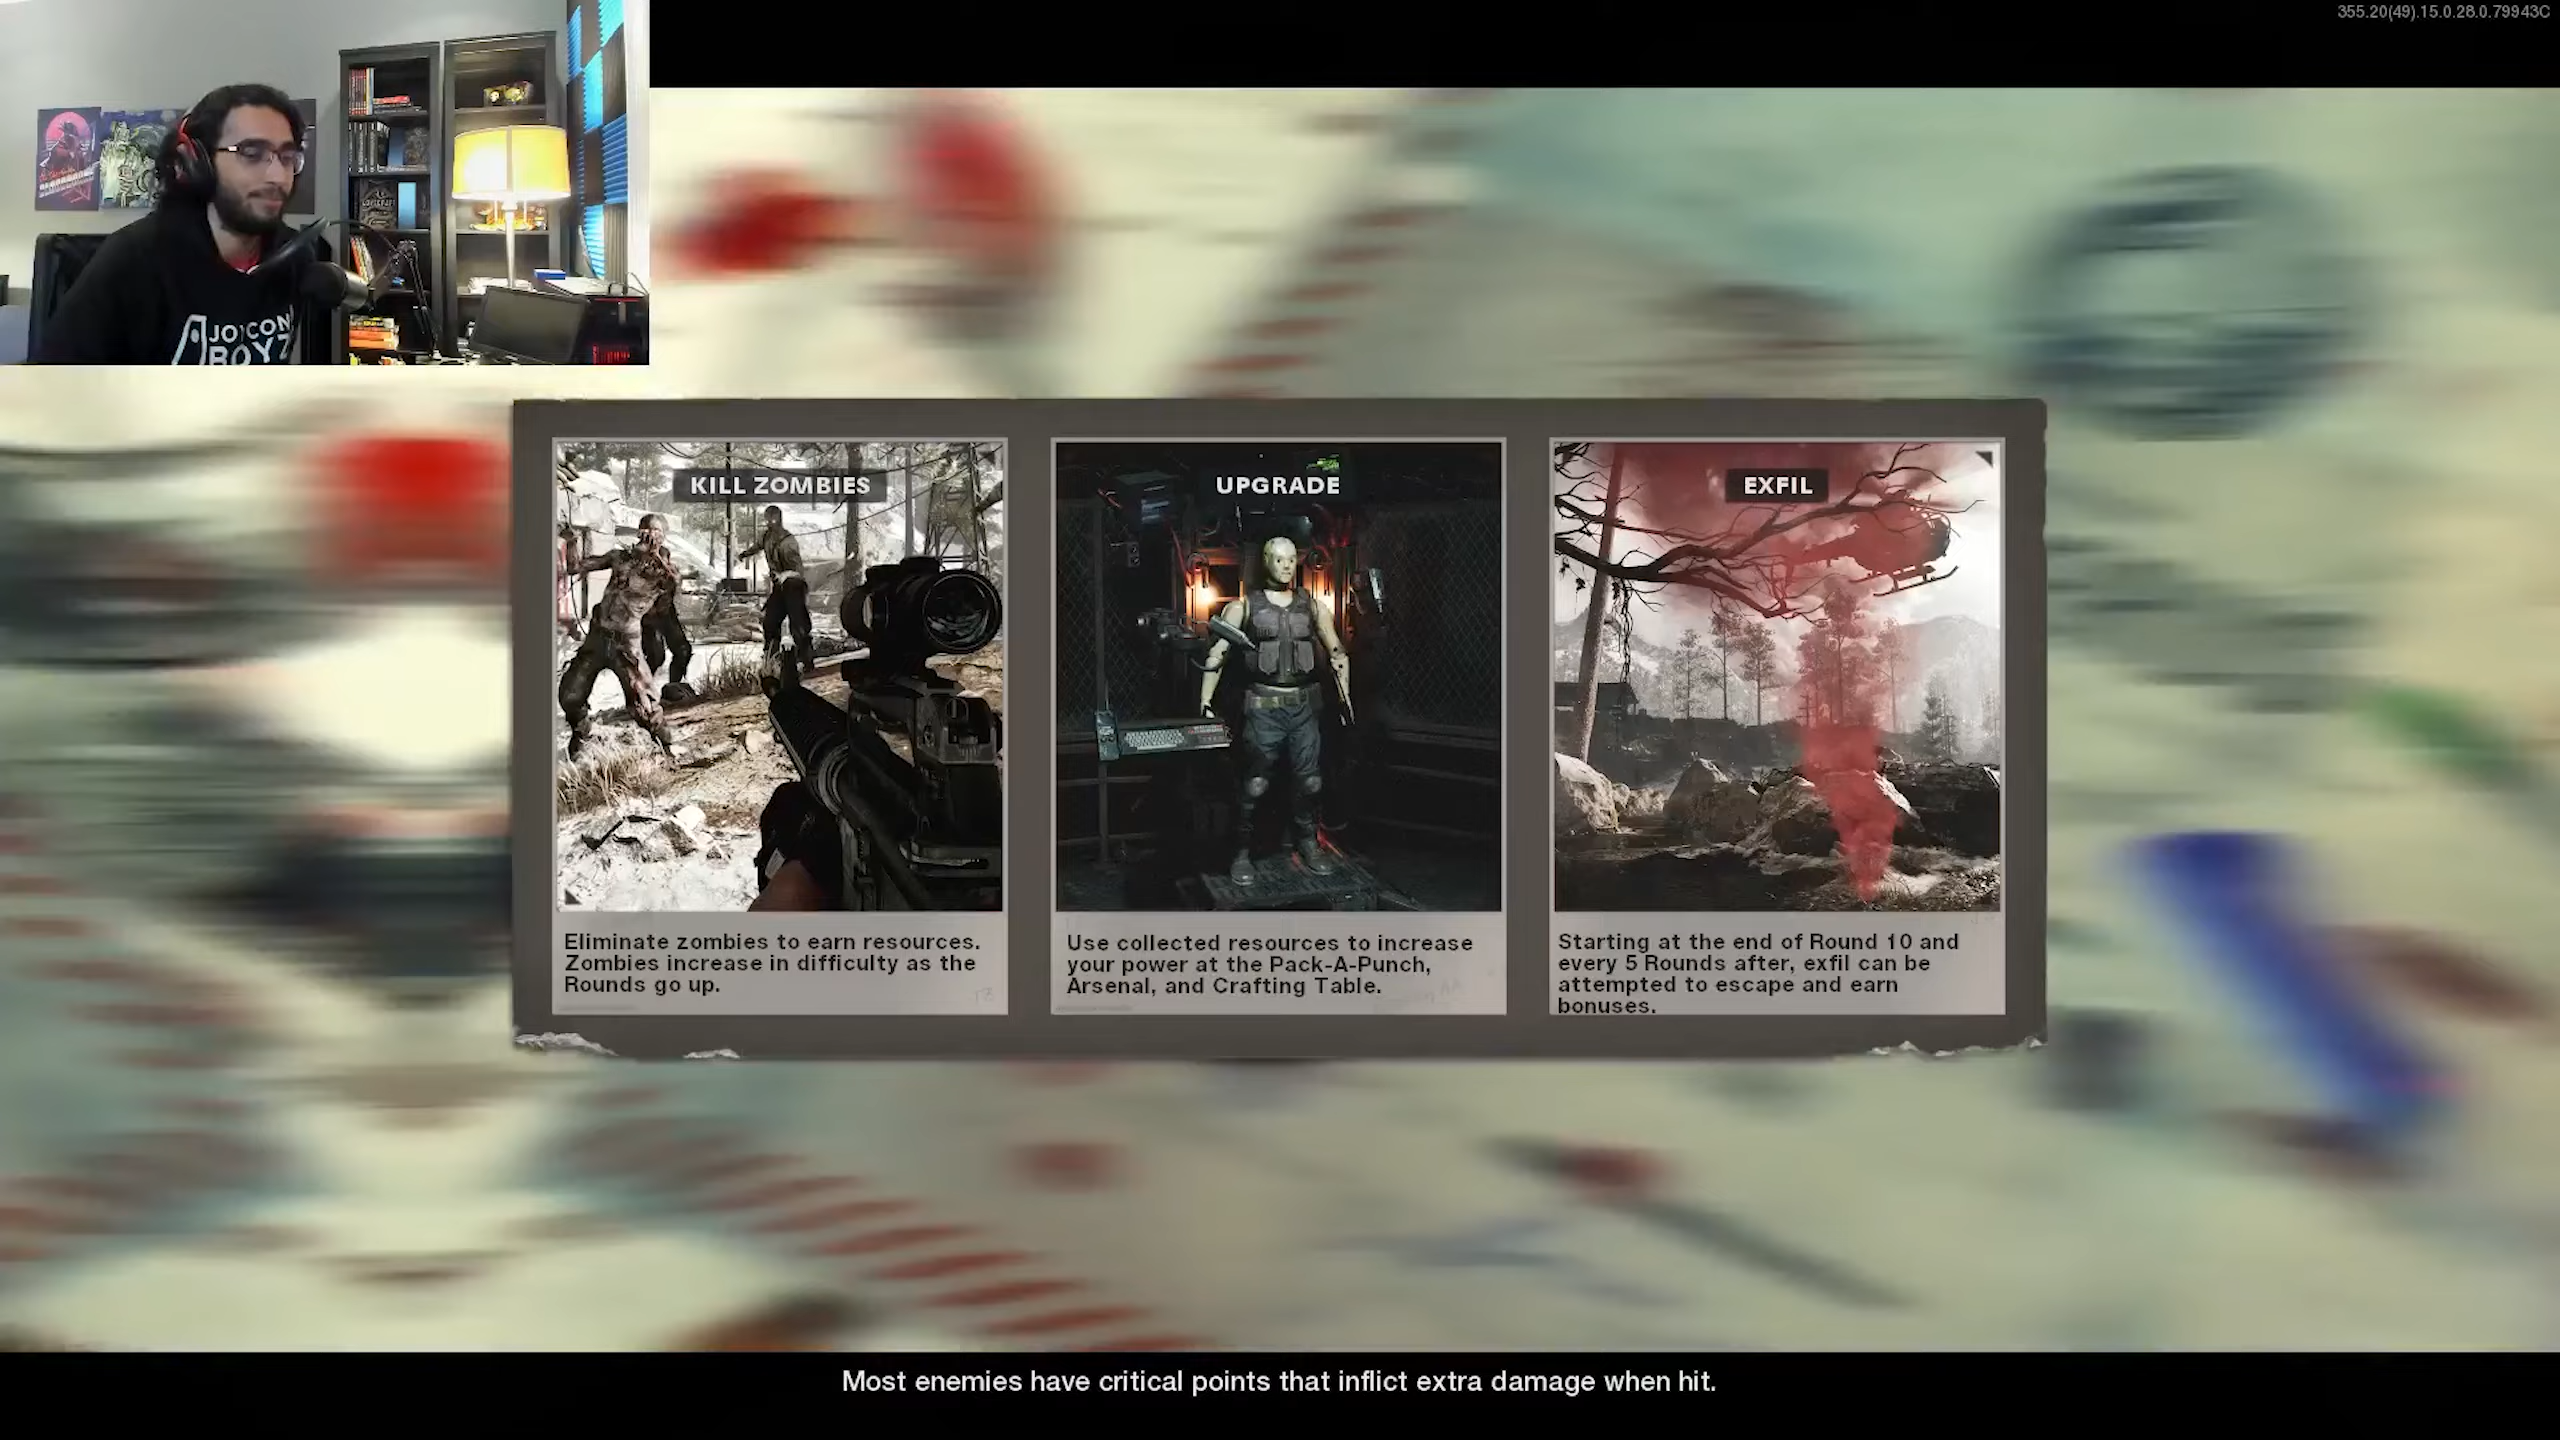 355.20(49).15.0.28.0.79943C
JOYCON
BOYZ
KILL ZOMBIES
Eliminate zombies to earn resources.
Zombies increase in difficulty as the
Rounds go up.
UPGRADE
Use collected resources to increase
your power at the Pack-A-Punch,
Arsenal, and Crafting Table.
EXFIL
Starting at the end of Round 10 and
every 5 Rounds after, exfil can be
attempted to escape and earn
bonuses.
Most enemies have critical points that inflict extra damage when hit.